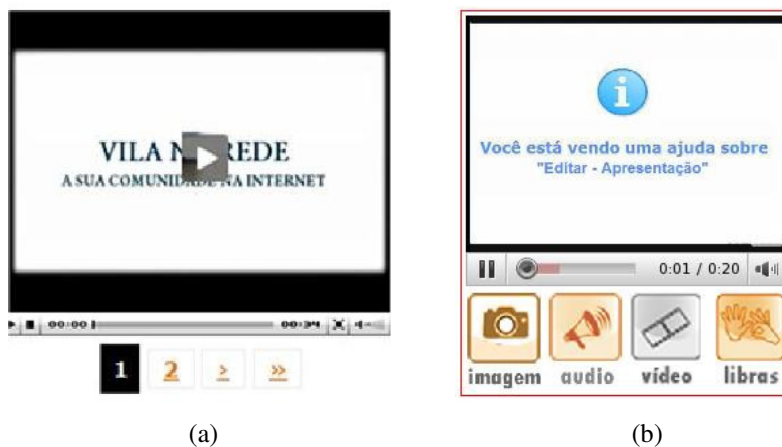 VILA N REDE
A SUA COMUNIDADE NA INTERNET
00:00
00:34
1 2 > >>
(a)
i
Você está vendo uma ajuda sobre
"Editar - Apresentação"
0:01 / 0:20
imagem audio vídeo libras
(b)